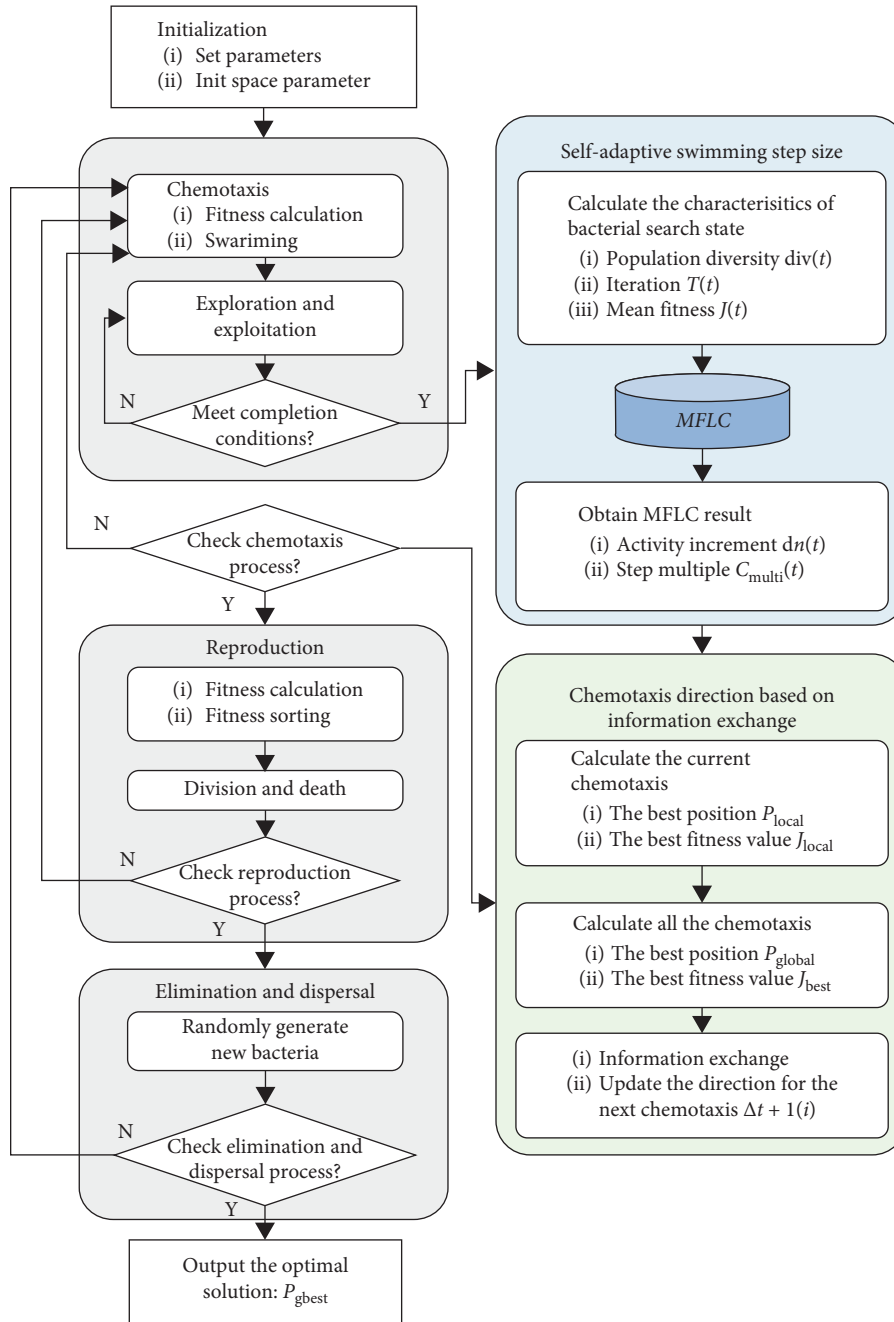 Initialization
(i) Set parameters
(ii) Init space parameter
Chemotaxis
(i) Fitness calculation
(ii) Swariming
Exploration and
exploitation
N
Meet completion
conditions?
Y
N
Check chemotaxis
process?
Y
Reproduction
(i) Fitness calculation
(ii) Fitness sorting
Division and death
N
Check reproduction
process?
Y
Elimination and dispersal
Randomly generate
new bacteria
N
Check elimination and
dispersal process?
Y
Output the optimal
solution: P_gbest
Self-adaptive swimming step size
Calculate the characterisitics of
bacterial search state
(i) Population diversity div(t)
(ii) Iteration T(t)
(iii) Mean fitness J(t)
MFLC
Obtain MFLC result
(i) Activity increment dn(t)
(ii) Step multiple C_multi(t)
Chemotaxis direction based on
information exchange
Calculate the current
chemotaxis
(i) The best position P_local
(ii) The best fitness value J_local
Calculate all the chemotaxis
(i) The best position P_global
(ii) The best fitness value J_best
(i) Information exchange
(ii) Update the direction for the
next chemotaxis Δt + 1(i)